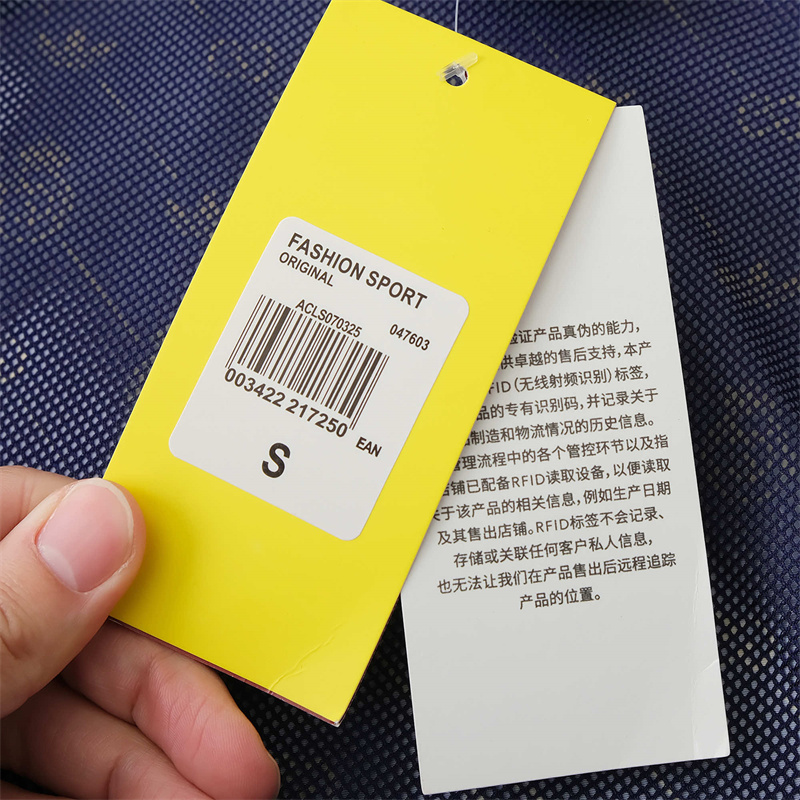 FASHION SPORT
ORIGINAL
ACLS070325
047603
003422 217250
EAN
S
验证产品真伪的能力，
供卓越的售后支持，本产
FID（无线射频识别）标签，
品的专有识别码，并记录关于
制造和物流情况的历史信息。
管理流程中的各个管控环节以及指
店铺已配备RFID读取设备，以便读取
关于该产品的相关信息，例如生产日期
及其售出店铺。RFID标签不会记录、
存储或关联任何客户私人信息，
也无法让我们在产品售出后远程追踪
产品的位置。